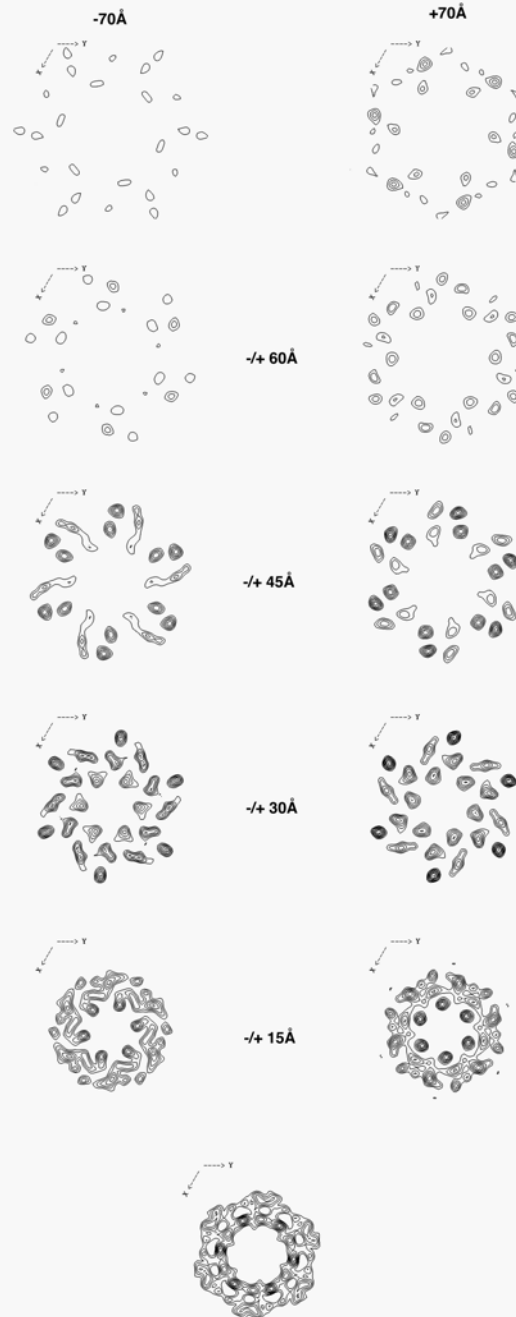 -70Å +70Å
X Y X Y
X Y X Y
-/+ 60Å
X Y X Y
-/+ 45Å
X Y X Y
-/+ 30Å
X Y X Y
-/+ 15Å
X Y